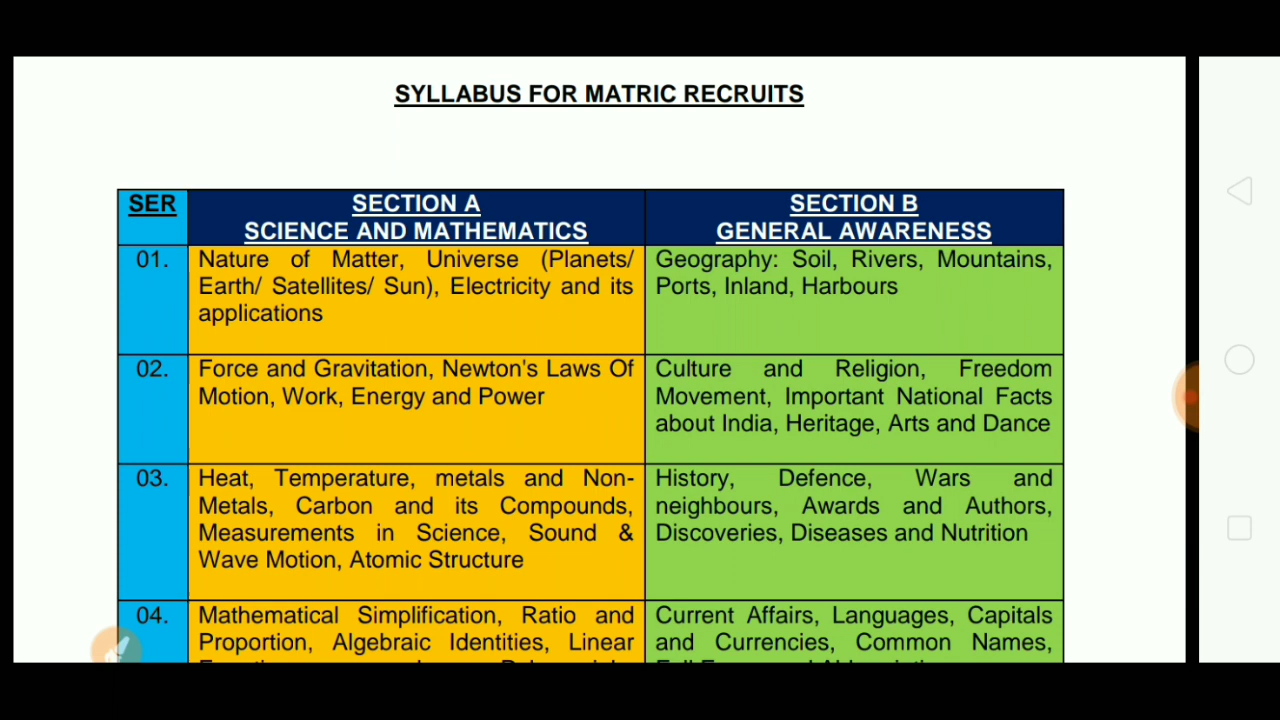 SYLLABUS FOR MATRIC RECRUITS
SER
SECTION A
SCIENCE AND MATHEMATICS
SECTION B
GENERAL AWARENESS
01.
Nature of Matter, Universe (Planets/
Earth/ Satellites/ Sun), Electricity and its
applications
Geography: Soil, Rivers, Mountains,
Ports, Inland, Harbours
02.
Force and Gravitation, Newton's Laws Of
Motion, Work, Energy and Power
Culture and Religion, Freedom
Movement, Important National Facts
about India, Heritage, Arts and Dance
03.
Heat, Temperature, metals and Non-
Metals, Carbon and its Compounds,
Measurements in Science, Sound &
Wave Motion, Atomic Structure
History, Defence, Wars and
neighbours, Awards and Authors,
Discoveries, Diseases and Nutrition
04.
Mathematical Simplification, Ratio and
Proportion, Algebraic Identities, Linear
Current Affairs, Languages, Capitals
and Currencies, Common Names,